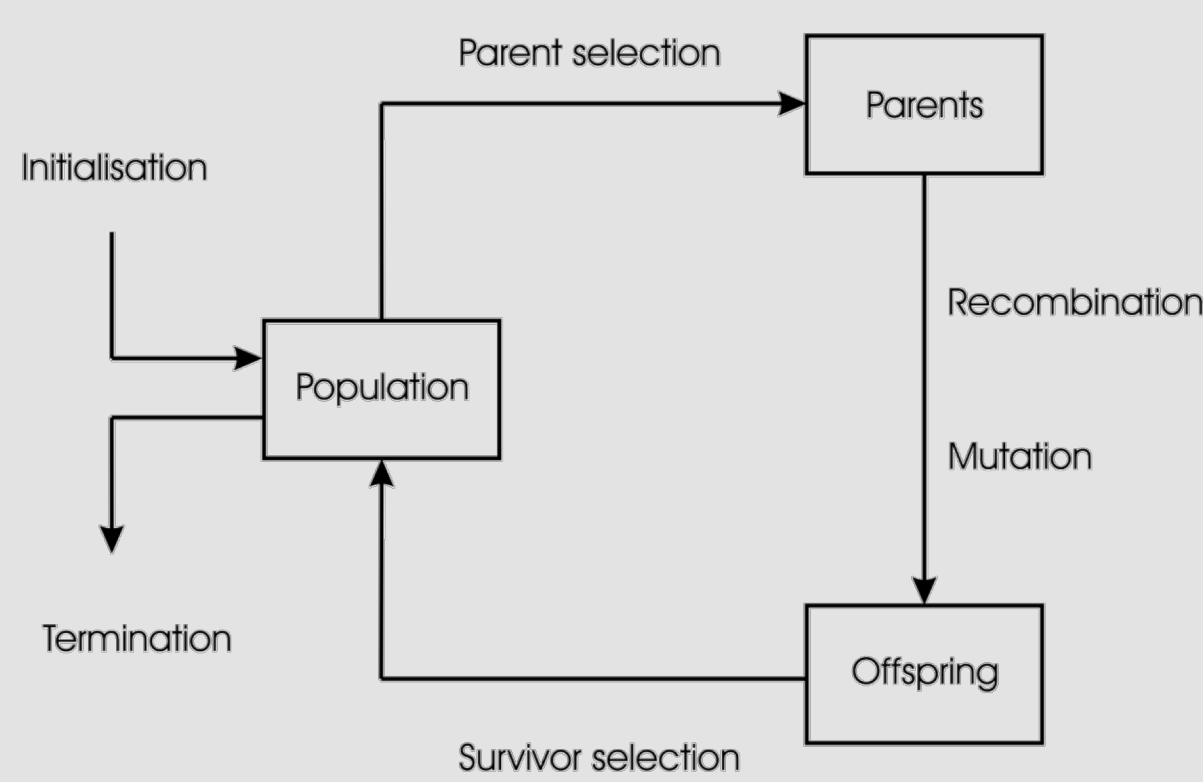 Parent selection
Parents
Initialisation
Recombination
Population
Mutation
Termination
Offspring
Survivor selection